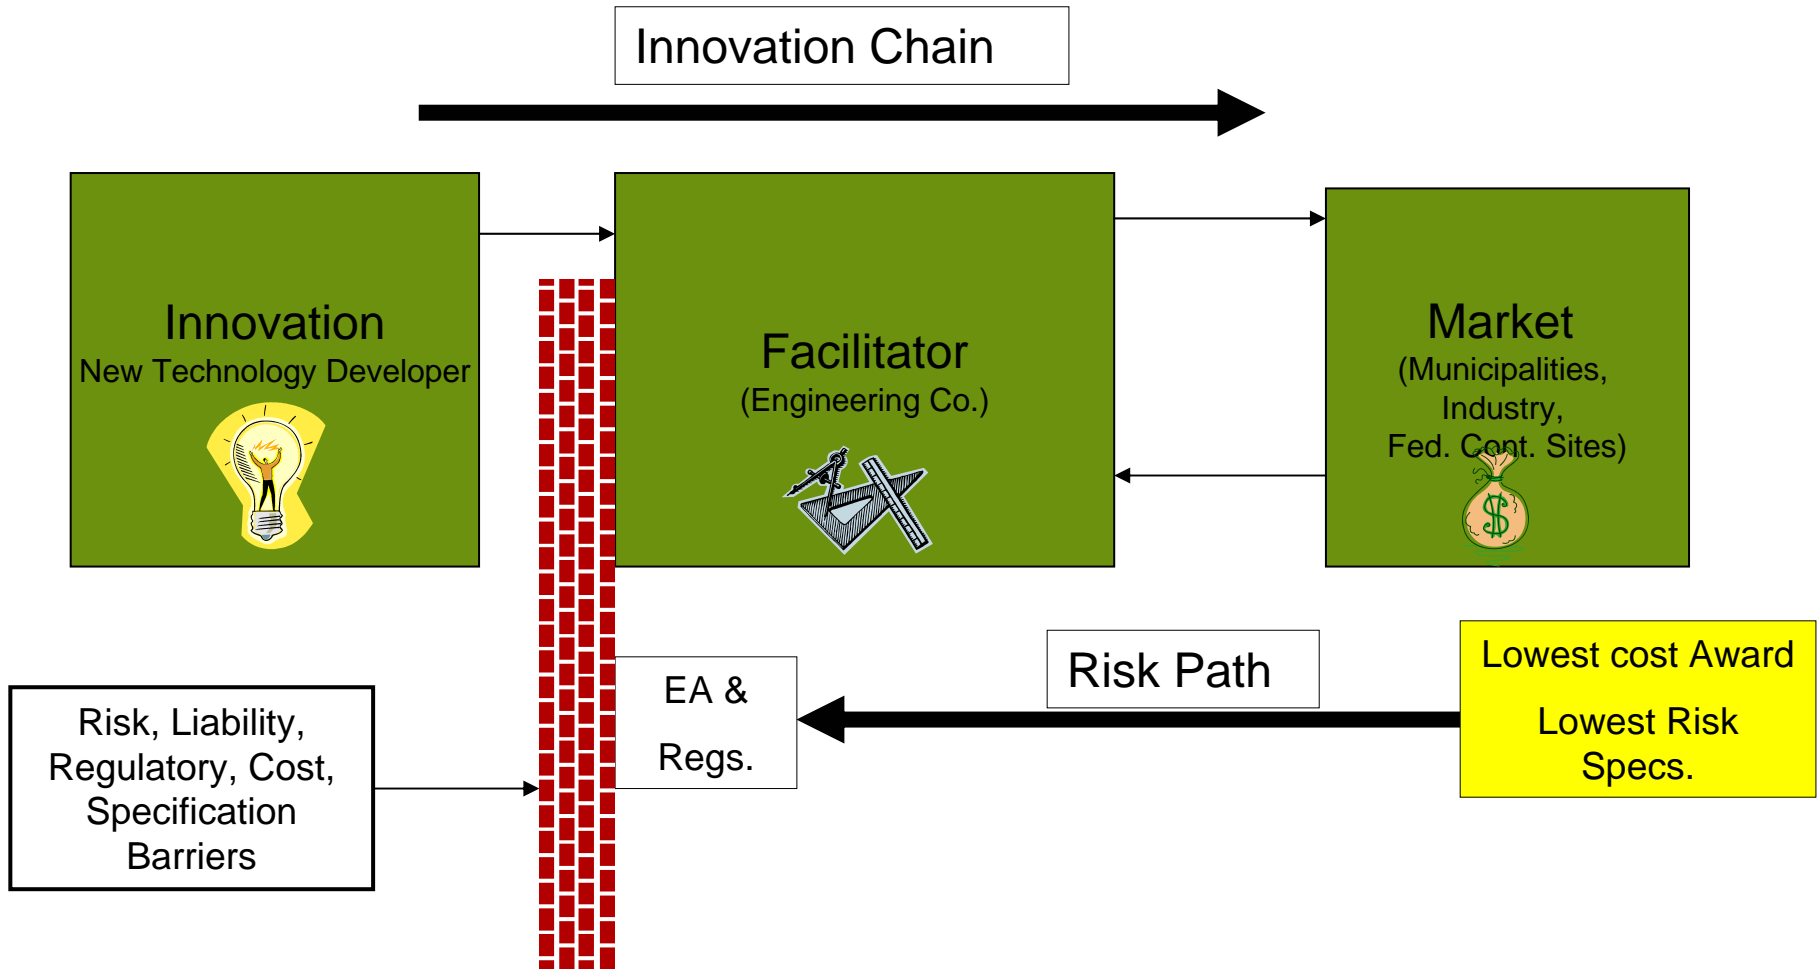 Innovation Chain
Innovation
New Technology Developer
Facilitator
(Engineering Co.)
Market
(Municipalities,
Industry,
Fed. Cont. Sites)
$
Risk, Liability,
Regulatory, Cost,
Specification
Barriers
EA &
Regs.
Risk Path
Lowest cost Award
Lowest Risk
Specs.